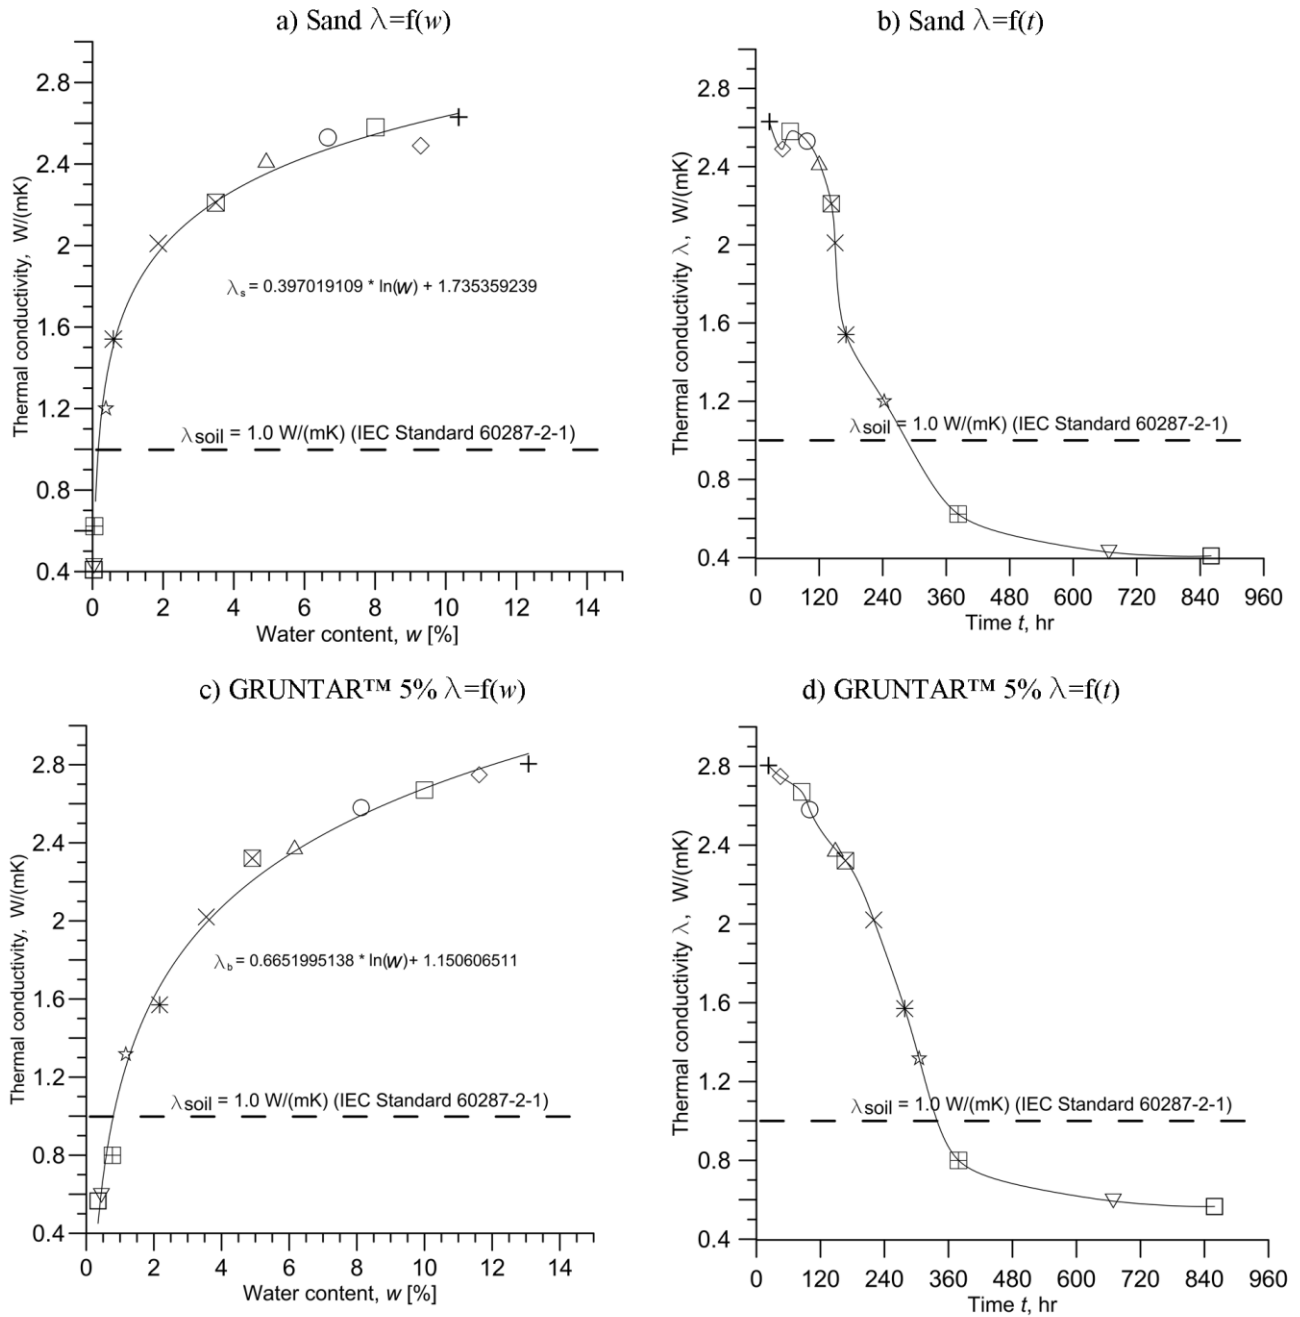 a) Sand λ=f(w)
Thermal conductivity, W/(mK)
2.8
2.4
2
1.6
1.2
0.8
0.4
λs = 0.397019109 * ln(w) + 1.735359239
λsoil = 1.0 W/(mK) (IEC Standard 60287-2-1)
0 2 4 6 8 10 12 14
Water content, w [%]
b) Sand λ=f(t)
Thermal conductivity λ, W/(mK)
2.8
2.4
2
1.6
1.2
0.8
0.4
λsoil = 1.0 W/(mK) (IEC Standard 60287-2-1)
0 120 240 360 480 600 720 840 960
Time t, hr
c) GRUNTAR™ 5% λ=f(w)
Thermal conductivity, W/(mK)
2.8
2.4
2
1.6
1.2
0.8
0.4
λb = 0.6651995138 * ln(w)+ 1.150606511
λsoil = 1.0 W/(mK) (IEC Standard 60287-2-1)
0 2 4 6 8 10 12 14
Water content, w [%]
d) GRUNTAR™ 5% λ=f(t)
Thermal conductivity λ, W/(mK)
2.8
2.4
2
1.6
1.2
0.8
0.4
λsoil = 1.0 W/(mK) (IEC Standard 60287-2-1)
0 120 240 360 480 600 720 840 960
Time t, hr